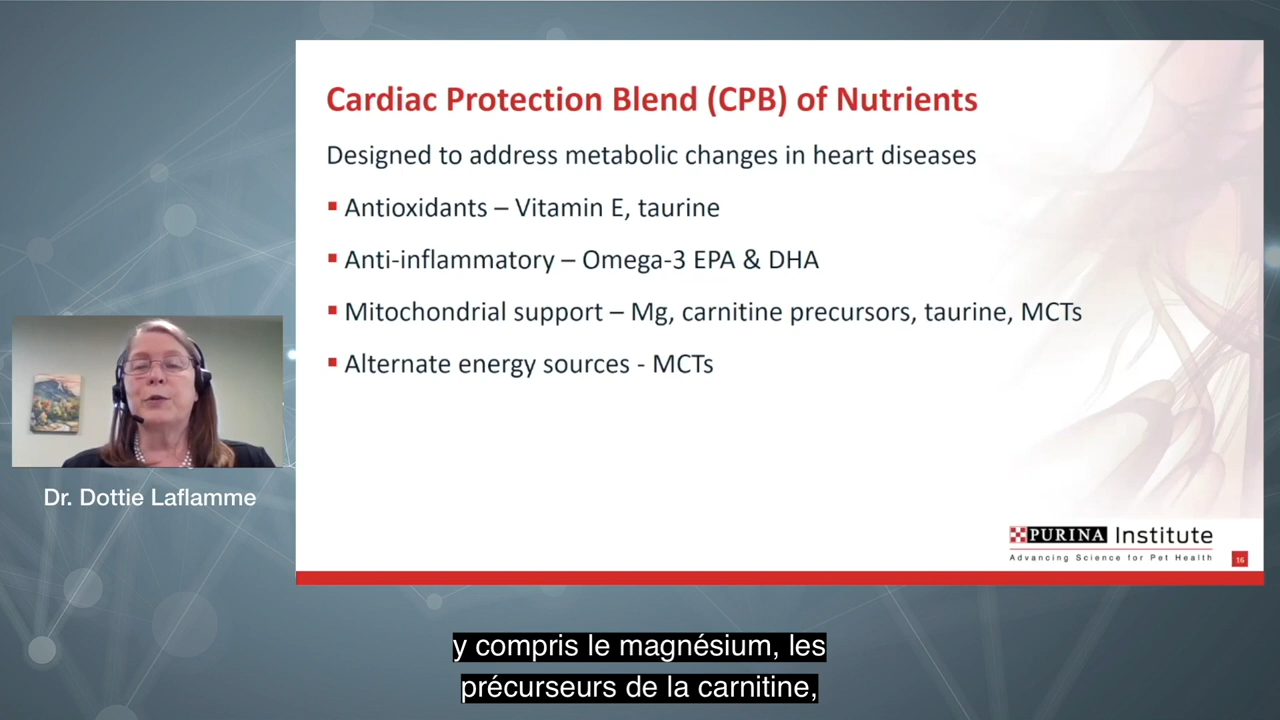 Cardiac Protection Blend (CPB) of Nutrients
Designed to address metabolic changes in heart diseases
▪ Antioxidants – Vitamin E, taurine
▪ Anti-inflammatory – Omega-3 EPA & DHA
▪ Mitochondrial support – Mg, carnitine precursors, taurine, MCTs
▪ Alternate energy sources - MCTs
Dr. Dottie Laflamme
PURINA Institute
Advancing Science for Pet Health
16
y compris le magnésium, les
précurseurs de la carnitine,